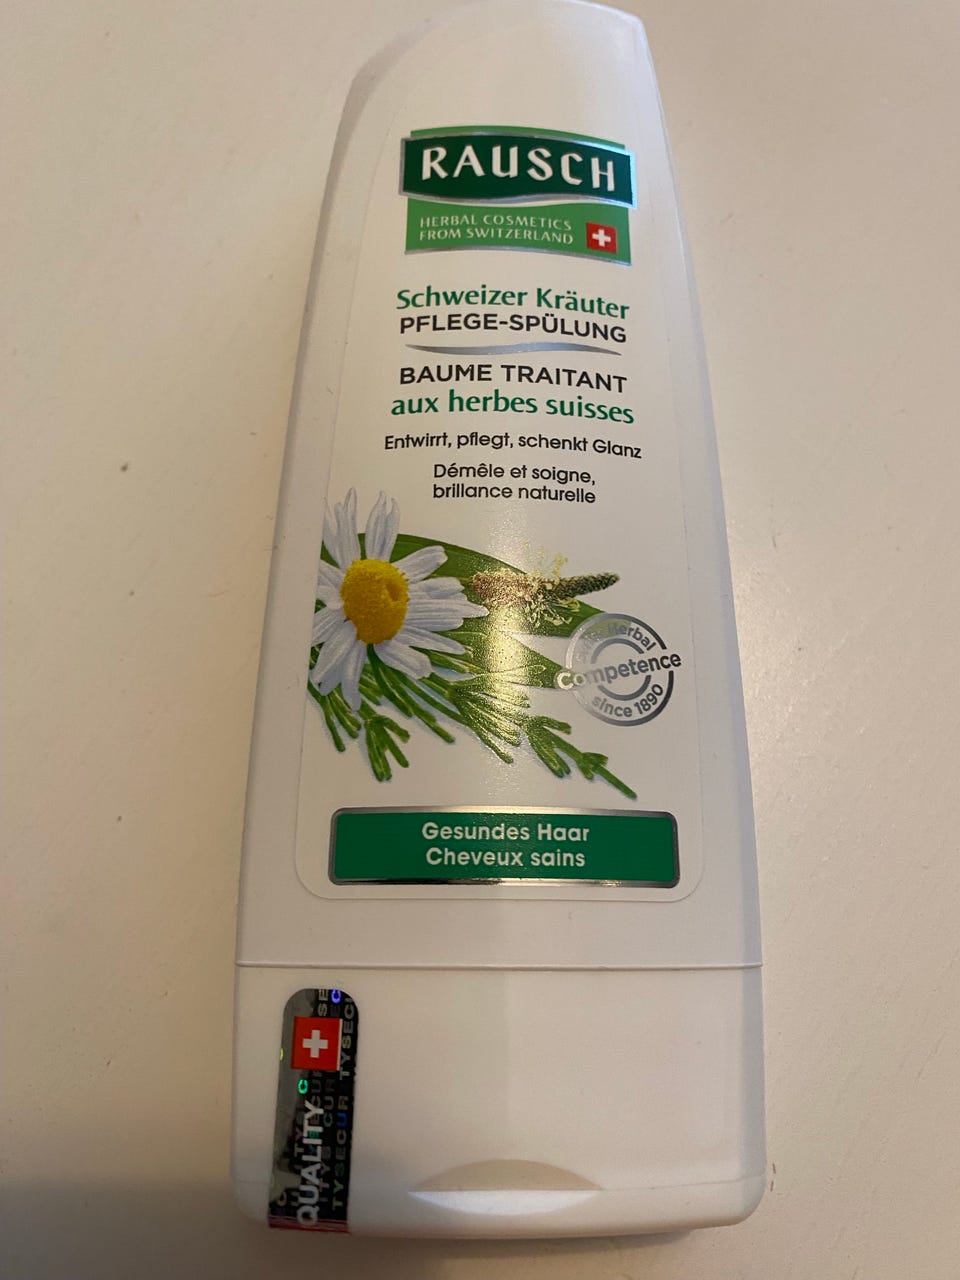 RAUSCH
HERBAL COSMETICS
FROM SWITZERLAND
Schweizer Kräuter
PFLEGE-SPÜLUNG
BAUME TRAITANT
aux herbes suisses
Entwirrt, pflegt, schenkt Glanz
Démêle et soigne,
brillance naturelle
Herbal
Competence
since 1890
Gesundes Haar
Cheveux sains
QUALITY